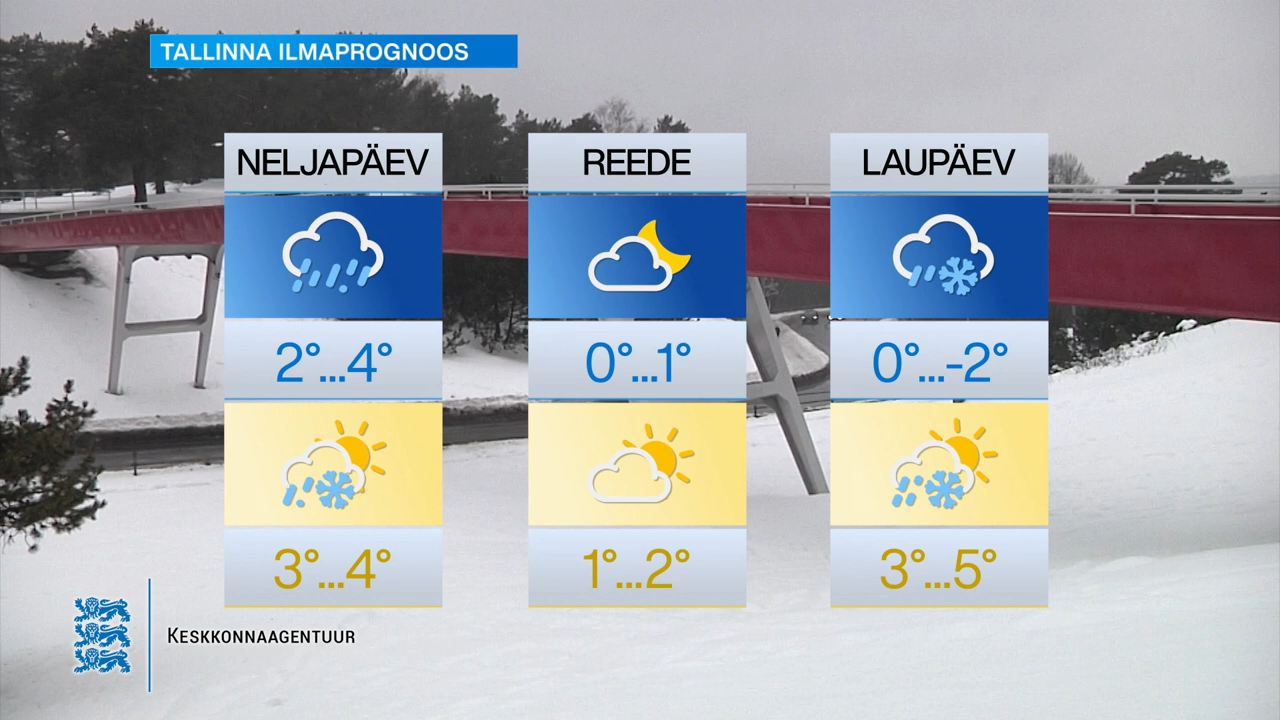 TALLINNA ILMAPROGNOOS
NELJAPÄEV
2°...4°
3°...4°
REEDE
0°...1°
1°...2°
LAUPÄEV
0°...-2°
3°...5°
KESKKONNAAGENTUUR